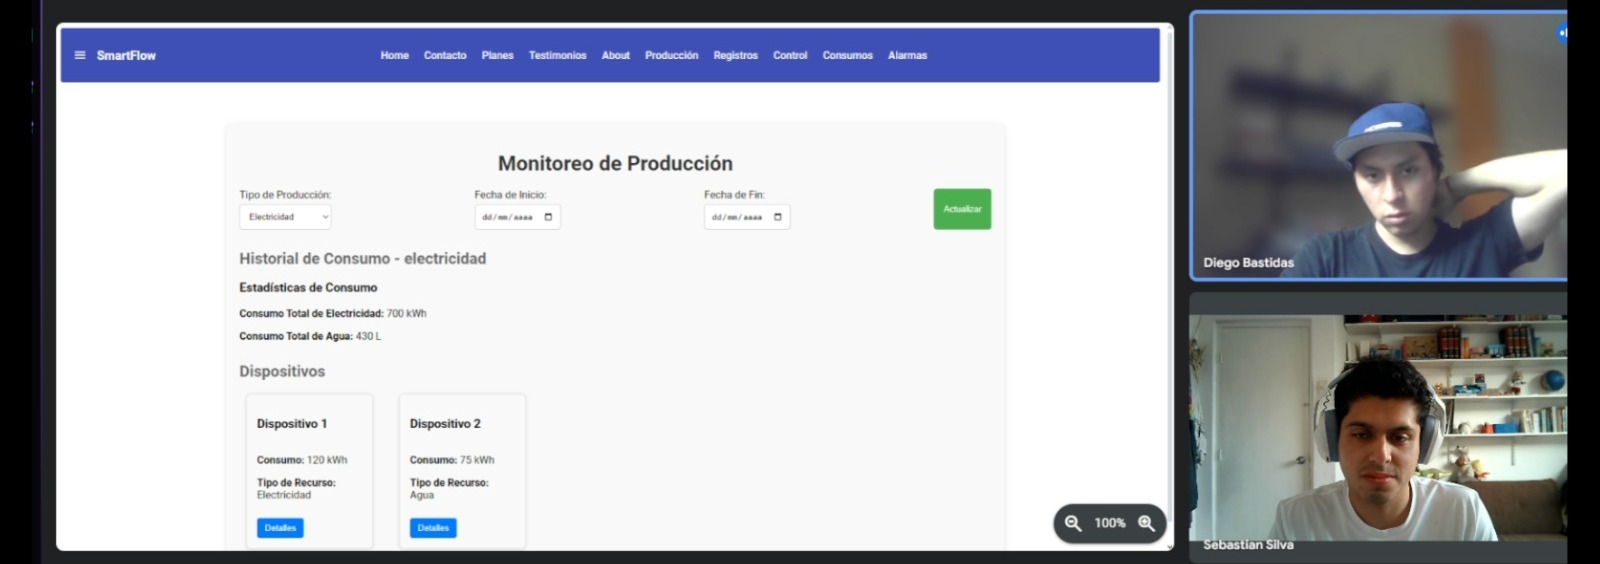 SmartFlow Home Contacto Planes Testimonios About Producción Registros Control Consumos Alarmas
Monitoreo de Producción
Tipo de Producción: Fecha de Inicio: Fecha de Fin:
Electricidad dd/mm/aaaa dd/mm/aaaa Actualizar
Historial de Consumo - electricidad
Estadísticas de Consumo
Consumo Total de Electricidad: 700 kWh
Consumo Total de Agua: 430 L
Dispositivos
Dispositivo 1
Consumo: 120 kWh
Tipo de Recurso:
Electricidad
Detalles
Dispositivo 2
Consumo: 75 kWh
Tipo de Recurso:
Agua
Detalles
100%
Diego Bastidas
Sebastian Silva